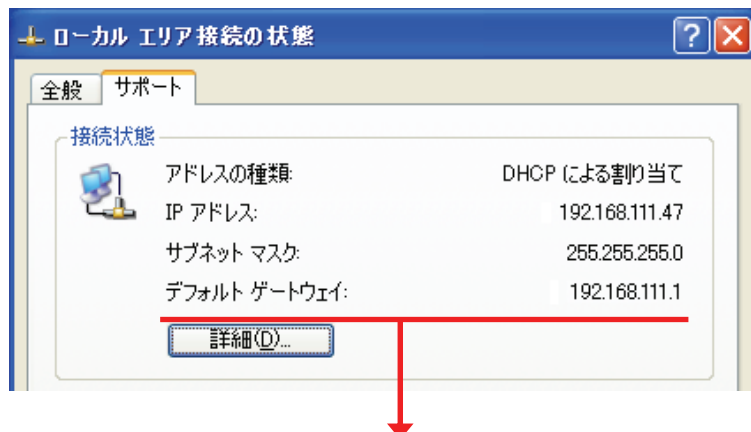 ローカル エリア接続の状態
全般 サポート
接続状態
アドレスの種類: DHCP による割り当て
IP アドレス: 192.168.111.47
サブネット マスク: 255.255.255.0
デフォルト ゲートウェイ: 192.168.111.1
詳細(D)...